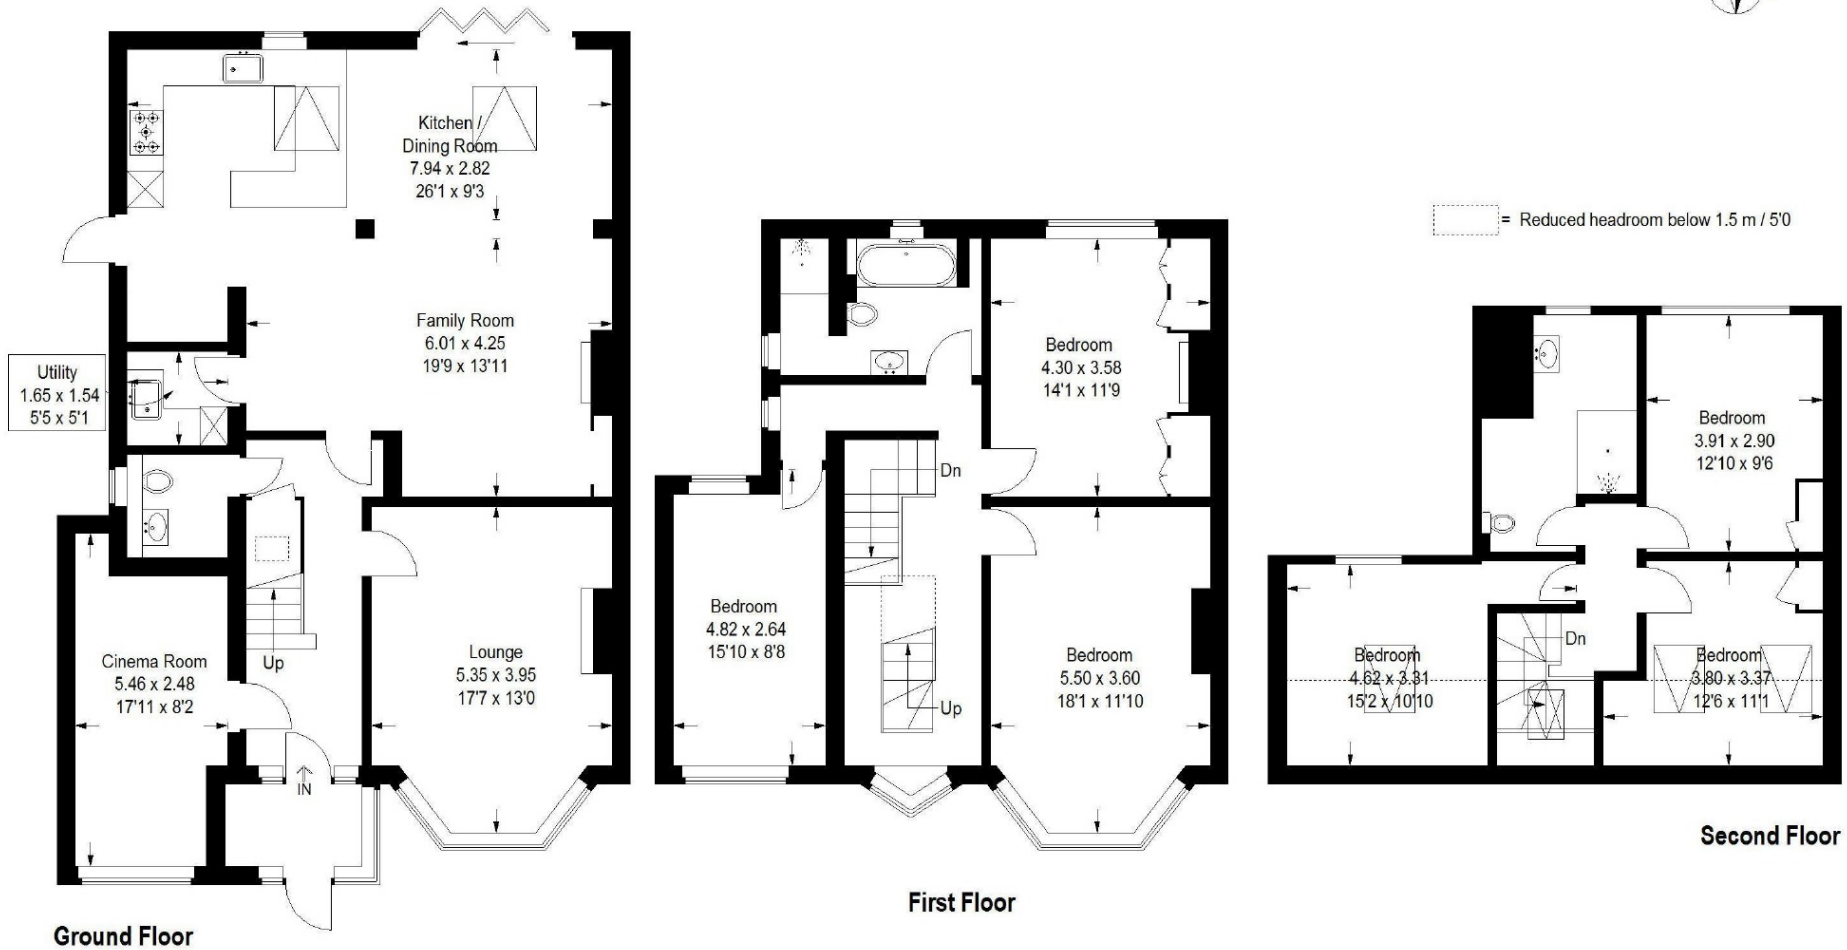 Kitchen /
Dining Room
7.94 x 2.82
26'1 x 9'3
Family Room
6.01 x 4.25
19'9 x 13'11
Utility
1.65 x 1.54
5'5 x 5'1
Cinema Room
5.46 x 2.48
17'11 x 8'2
Up
Lounge
5.35 x 3.95
17'7 x 13'0
IN
Ground Floor
Bedroom
4.30 x 3.58
14'1 x 11'9
Dn
Bedroom
4.82 x 2.64
15'10 x 8'8
Bedroom
5.50 x 3.60
18'1 x 11'10
Up
First Floor
= Reduced headroom below 1.5 m / 5'0
Bedroom
3.91 x 2.90
12'10 x 9'6
Dn
Bedroom
4.62 x 3.31
15'2 x 10'10
Bedroom
3.80 x 3.37
12'6 x 11'1
Second Floor